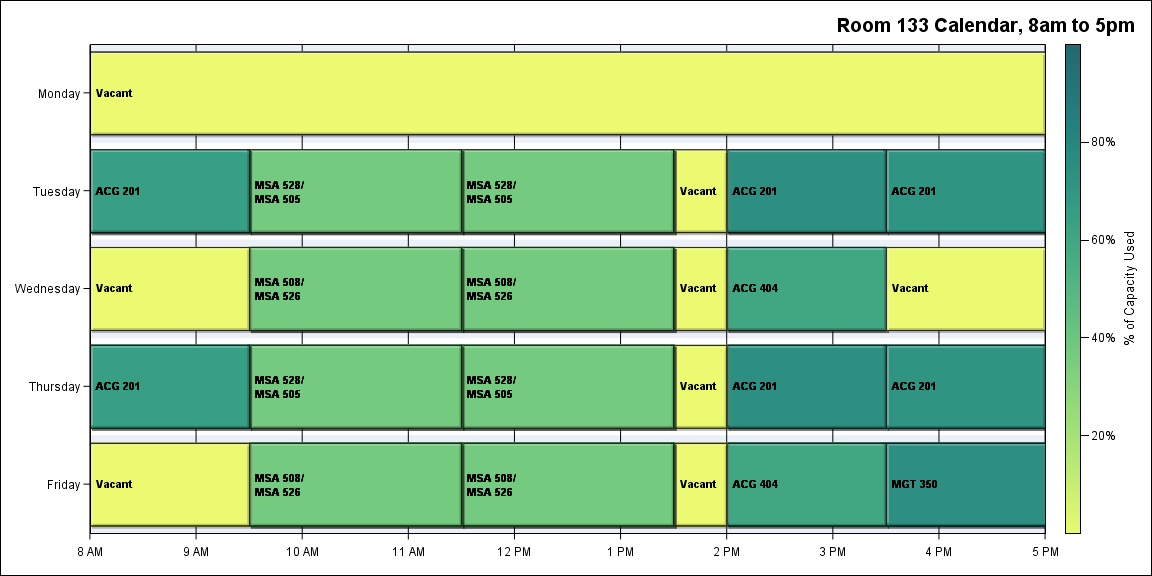 Room 133 Calendar, 8am to 5pm
Monday
Vacant
Tuesday
ACG 201
MSA 528/
MSA 505
MSA 528/
MSA 505
Vacant
ACG 201
ACG 201
Wednesday
Vacant
MSA 508/
MSA 526
MSA 508/
MSA 526
Vacant
ACG 404
Vacant
Thursday
ACG 201
MSA 528/
MSA 505
MSA 528/
MSA 505
Vacant
ACG 201
ACG 201
Friday
Vacant
MSA 508/
MSA 526
MSA 508/
MSA 526
Vacant
ACG 404
MGT 350
8 AM
9 AM
10 AM
11 AM
12 PM
1 PM
2 PM
3 PM
4 PM
5 PM
80%
60%
40%
20%
% of Capacity Used